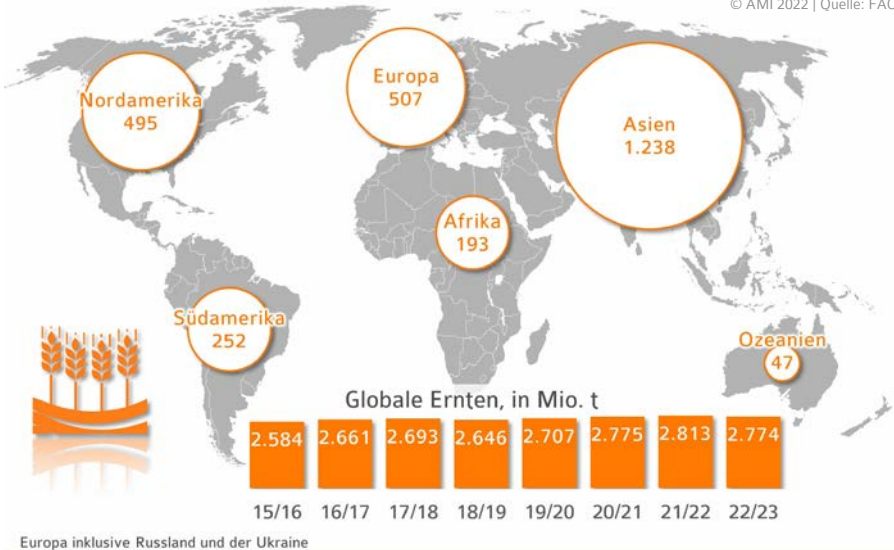 © AMI 2022 | Quelle: FAO
Nordamerika
495
Europa
507
Asien
1.238
Afrika
193
Südamerika
252
Ozeanien
47
Globale Ernten, in Mio. t
2.584 2.661 2.693 2.646 2.707 2.775 2.813 2.774
15/16 16/17 17/18 18/19 19/20 20/21 21/22 22/23
Europa inklusive Russland und der Ukraine